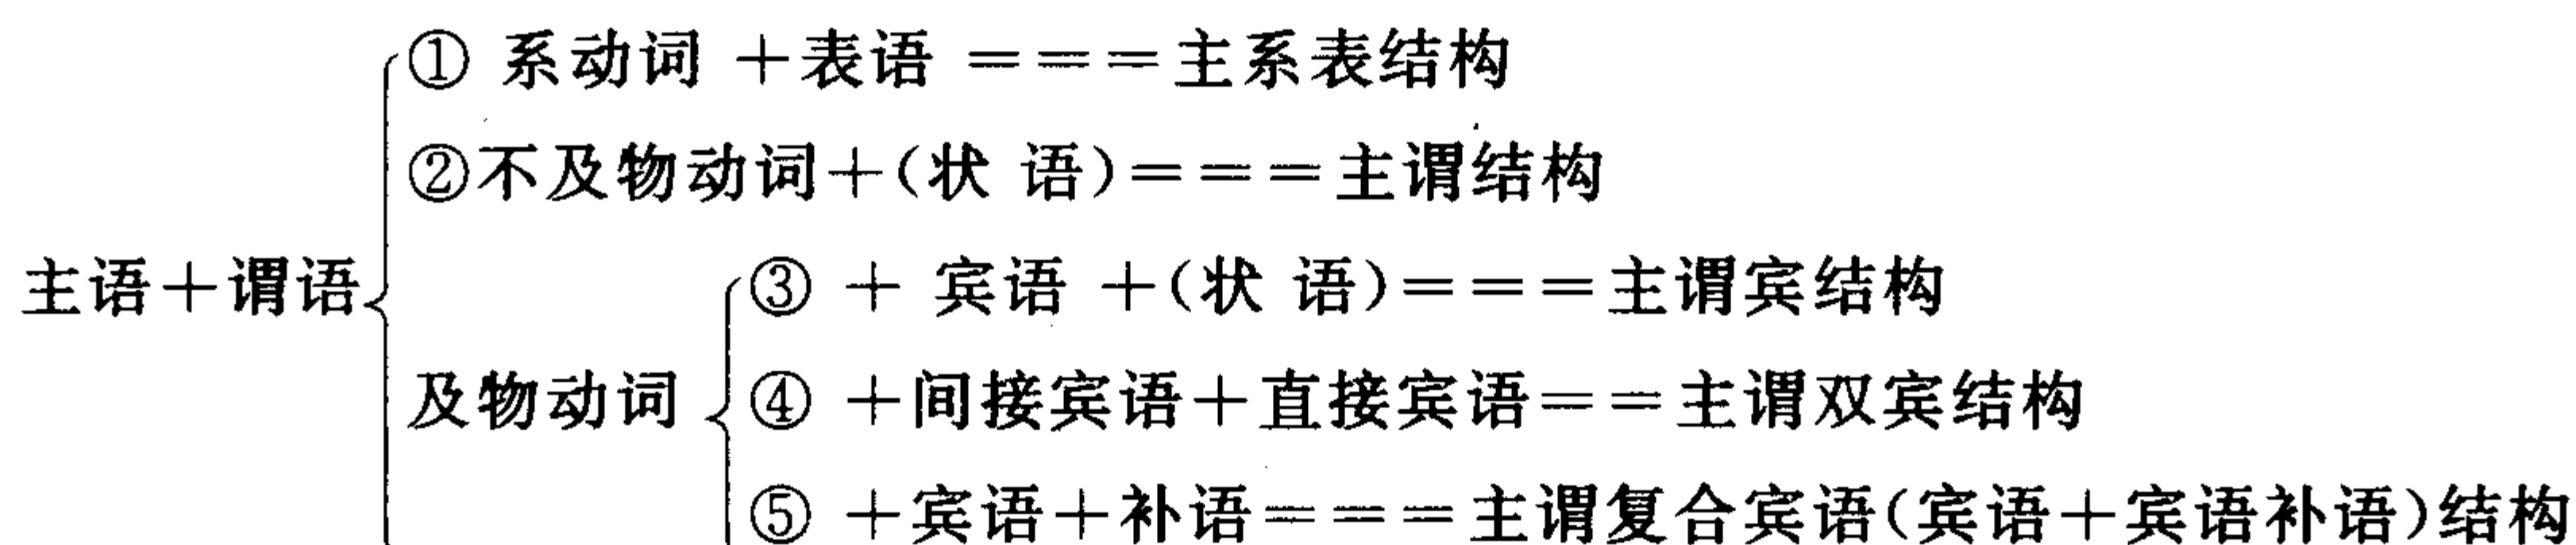 ① 系动词 +表语 ===主系表结构
②不及物动词+(状 语)===主谓结构
主语+谓语
③ + 宾语 +(状 语)===主谓宾结构
及物动词
④ +间接宾语+直接宾语==主谓双宾结构
⑤ +宾语+补语===主谓复合宾语(宾语+宾语补语)结构